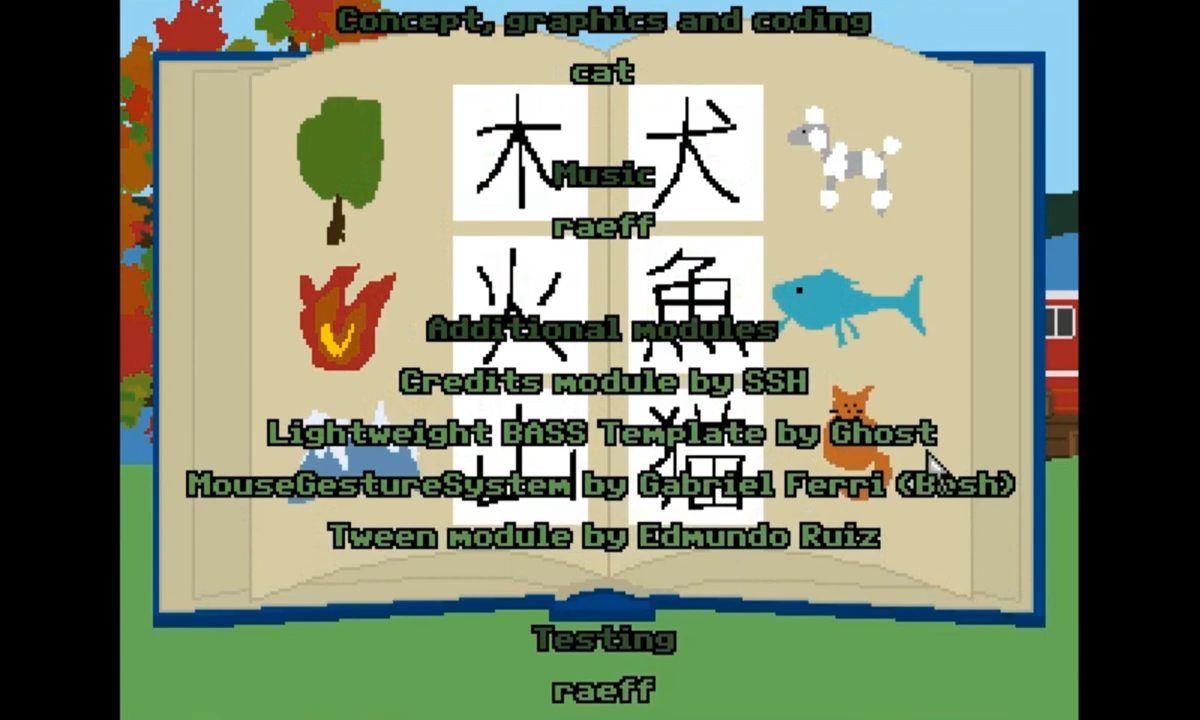 Concept, graphics and coding
cat
木 犬
Music
raeff
火 魚
Additional modules
Credits module by SSH
Lightweight BASS Template by Ghost
山 猫
MouseGestureSystem by Gabriel Ferri (Bash)
Tween module by Edmundo Ruiz
Testing
raeff